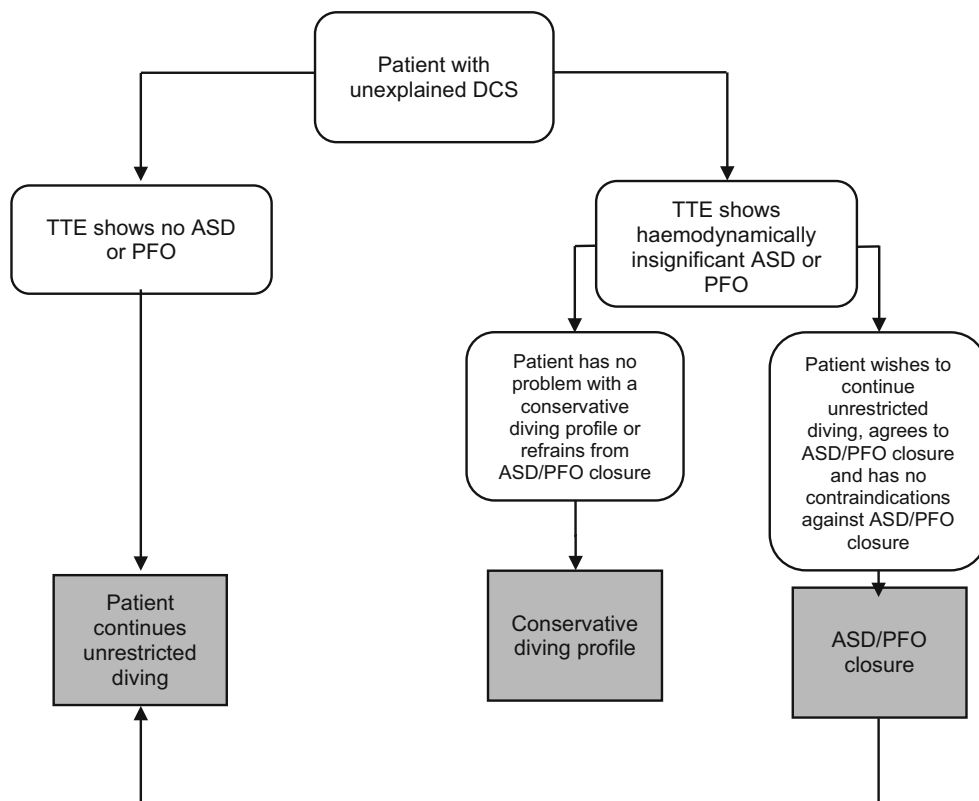 Patient with
unexplained DCS
TTE shows no ASD
or PFO
TTE shows
haemodynamically
insignificant ASD or
PFO
Patient has no
problem with a
conservative
diving profile or
refrains from
ASD/PFO closure
Patient wishes to
continue
unrestricted
diving, agrees to
ASD/PFO closure
and has no
contraindications
against ASD/PFO
closure
Patient
continues
unrestricted
diving
Conservative
diving profile
ASD/PFO
closure